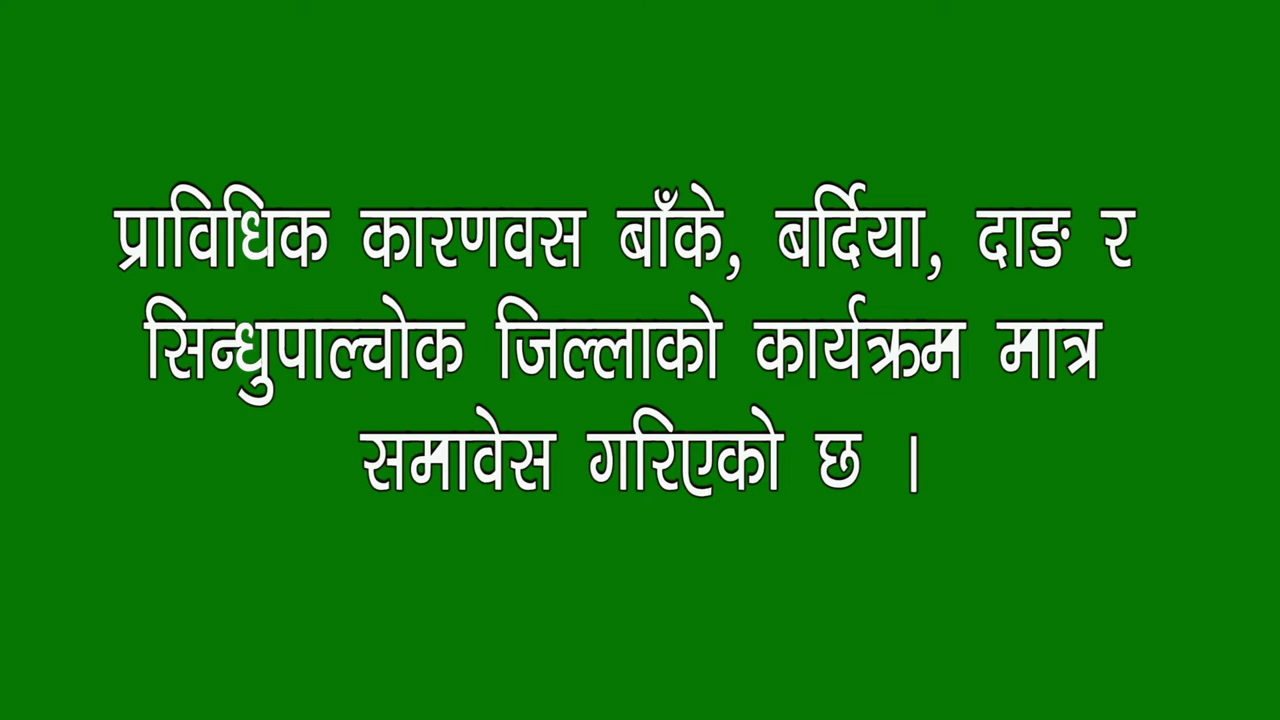 प्राविधिक कारणवस बाँके, बर्दिया, दाङ र
सिन्धुपाल्चोक जिल्लाको कार्यक्रम मात्र
समावेस गरिएको छ ।